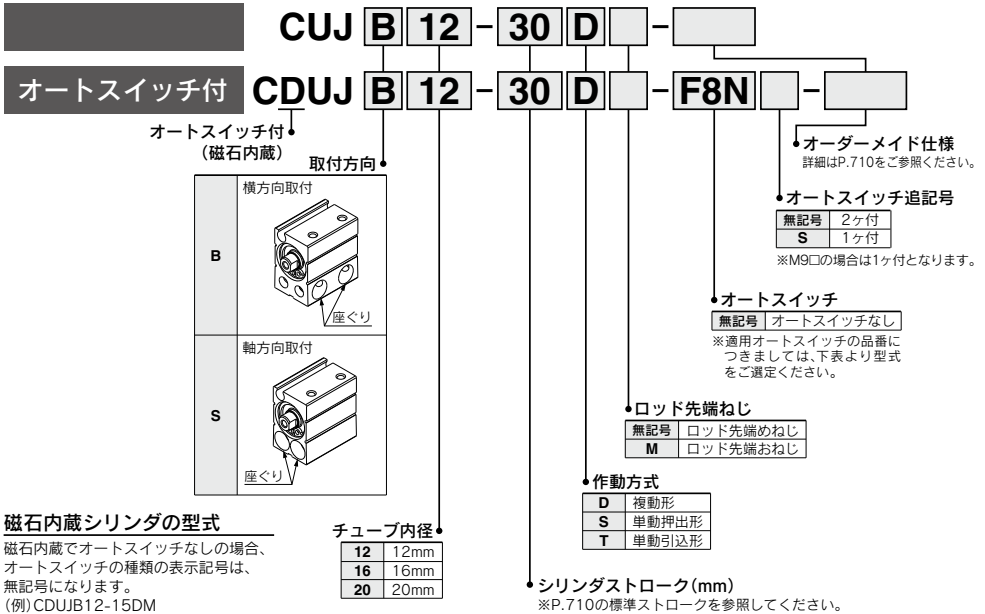 CUJ B 12 - 30 D -
オートスイッチ付 CDUJ B 12 - 30 D - F8N -
オートスイッチ付
(磁石内蔵)
取付方向
B
横方向取付
座ぐり
S
軸方向取付
座ぐり
オーダーメイド仕様
詳細はP.710をご参照ください。
オートスイッチ追記号
無記号 2ヶ付
S 1ヶ付
※M9□の場合は1ヶ付となります。
オートスイッチ
無記号 オートスイッチなし
※適用オートスイッチの品番に
つきましては、下表より型式
をご選定ください。
ロッド先端ねじ
無記号 ロッド先端めねじ
M ロッド先端おねじ
作動方式
D 複動形
S 単動押出形
T 単動引込形
チューブ内径
12 12mm
16 16mm
20 20mm
シリンダストローク(mm)
※P.710の標準ストロークを参照してください。
磁石内蔵シリンダの型式
磁石内蔵でオートスイッチなしの場合、
オートスイッチの種類の表示記号は、
無記号になります。
(例)CDUJB12-15DM